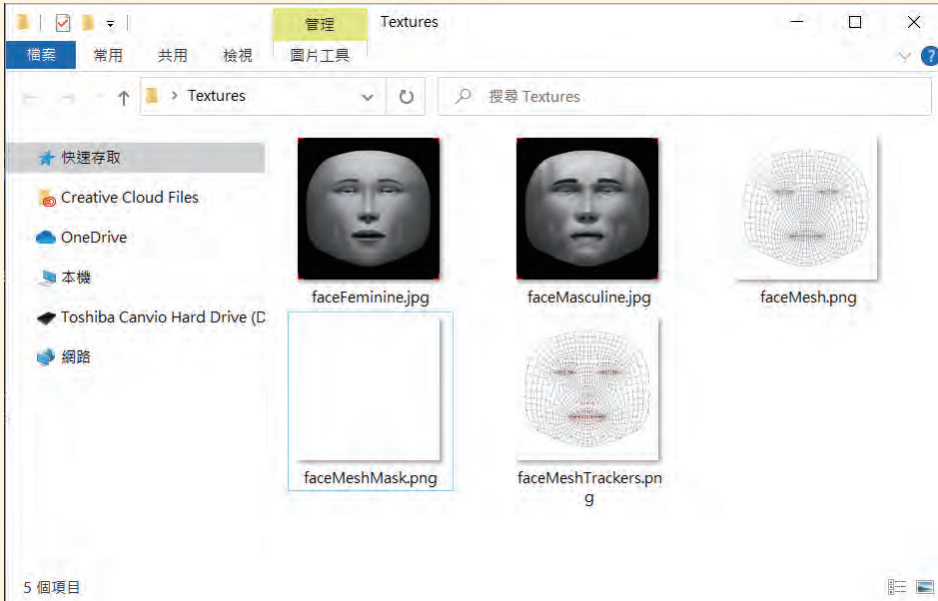 管理
Textures
檔案
常用
共用
檢視
圖片工具
?
> Textures
搜尋 Textures
快速存取
Creative Cloud Files
OneDrive
本機
Toshiba Canvio Hard Drive (D
網路
faceFeminine.jpg
faceMasculine.jpg
faceMesh.png
faceMeshMask.png
faceMeshTrackers.pn
g
5 個項目